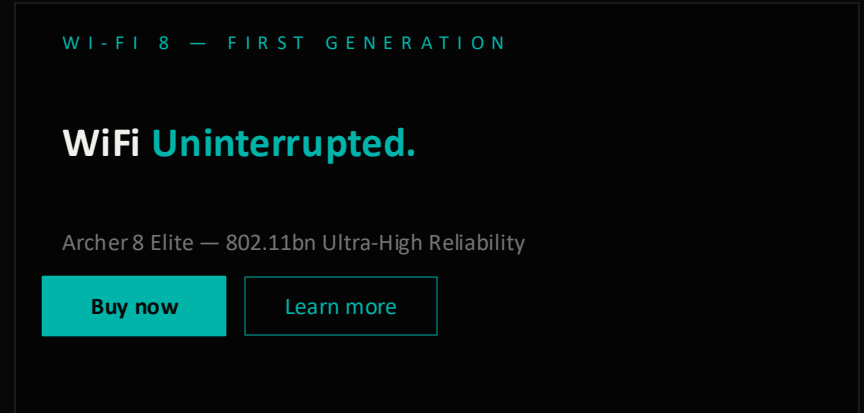 WI-FI 8 — FIRST GENERATION
WiFi Uninterrupted.
Archer 8 Elite — 802.11bn Ultra-High Reliability
Buy now Learn more